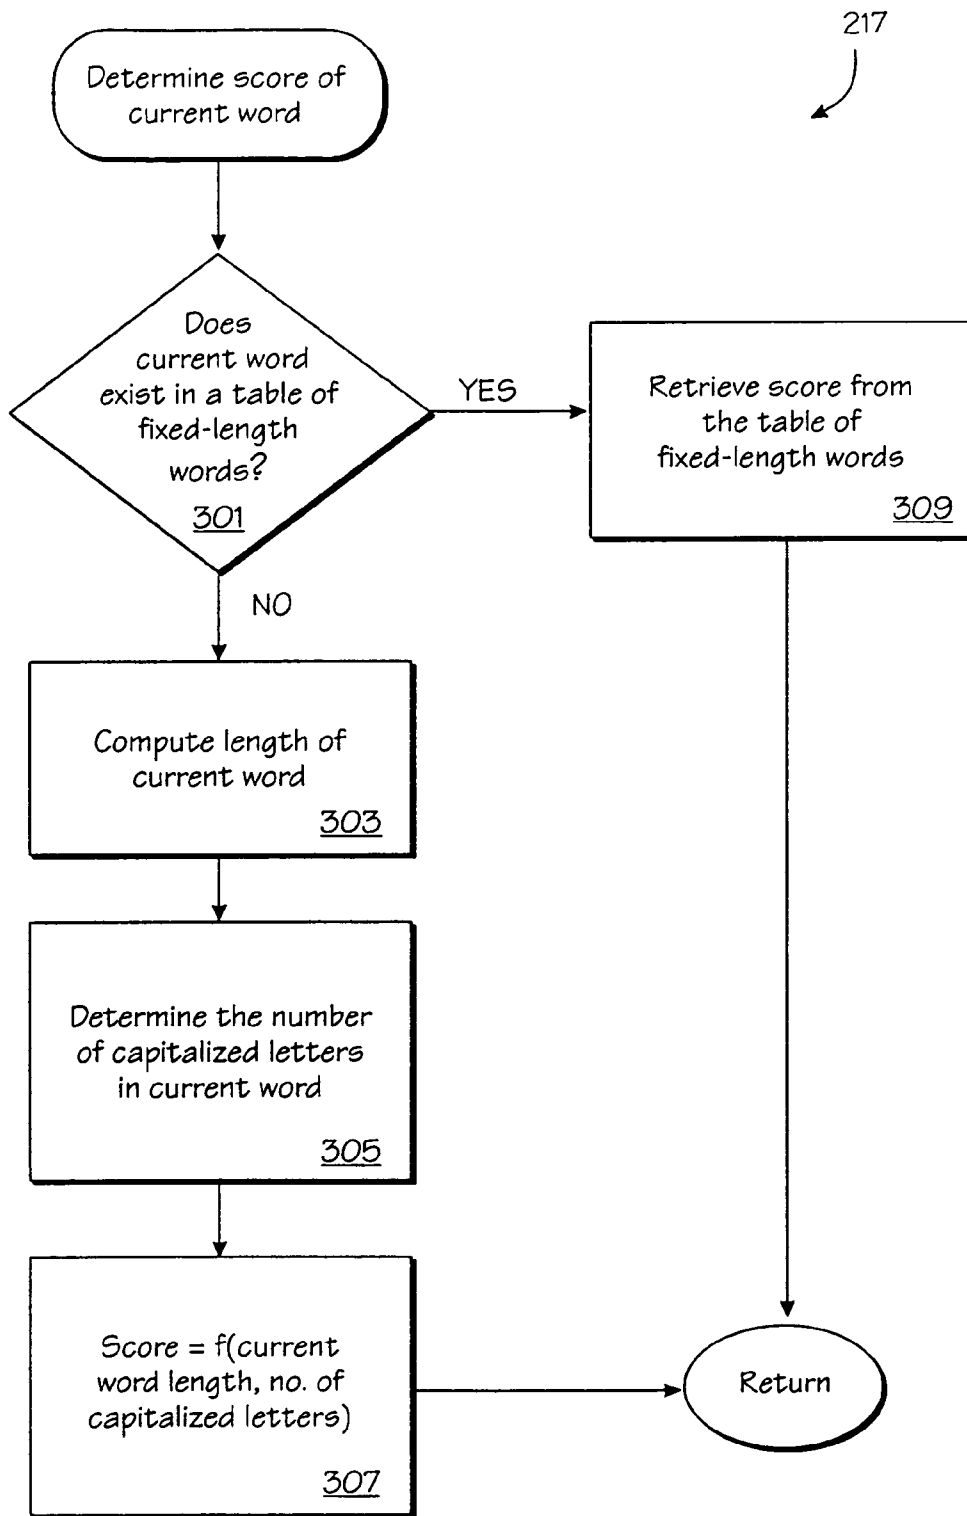 217
Determine score of
current word
Does
current word
exist in a table of
fixed-length
words?
301
YES
Retrieve score from
the table of
fixed-length words
309
NO
Compute length of
current word
303
Determine the number
of capitalized letters
in current word
305
Score = f(current
word length, no. of
capitalized letters)
307
Return